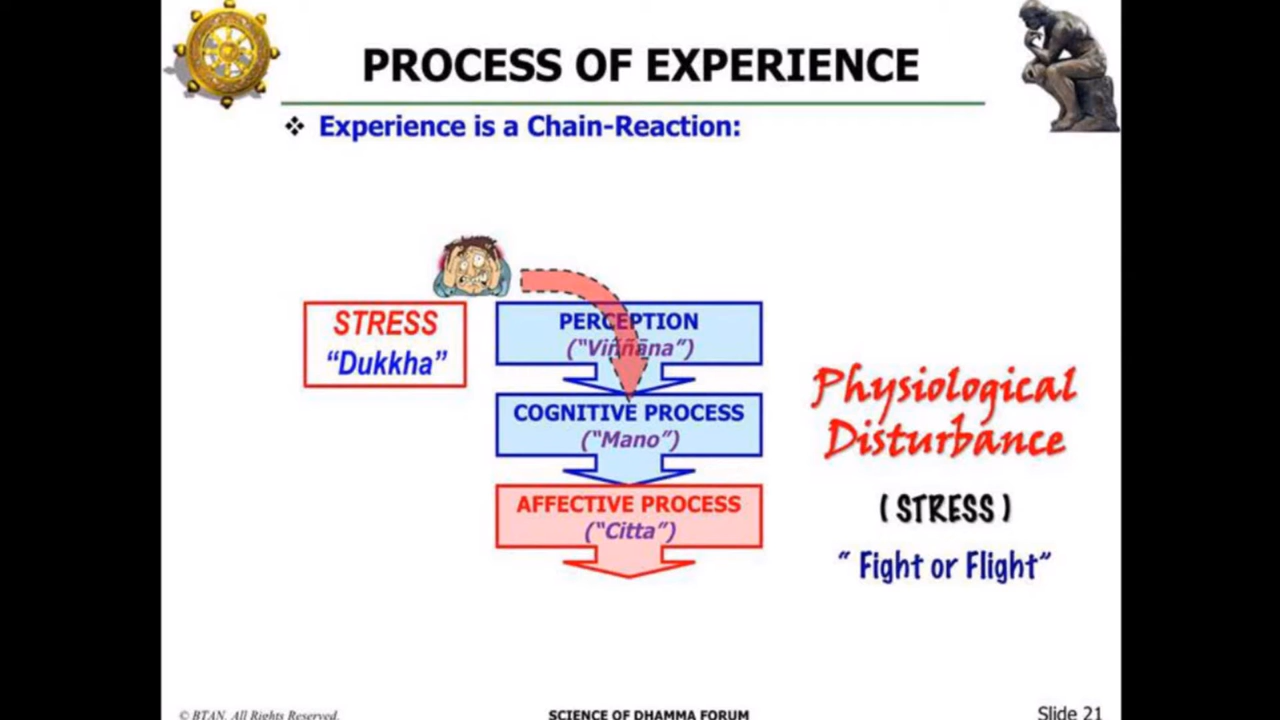 PROCESS OF EXPERIENCE
❖ Experience is a Chain-Reaction:
STRESS
“Dukkha”
PERCEPTION
(“Viññāna”)
COGNITIVE PROCESS
(“Mano”)
AFFECTIVE PROCESS
(“Citta”)
Physiological
Disturbance
( STRESS )
“ Fight or Flight”
© BTAN. All Rights Reserved.
SCIENCE OF DHAMMA FORUM
Slide 21